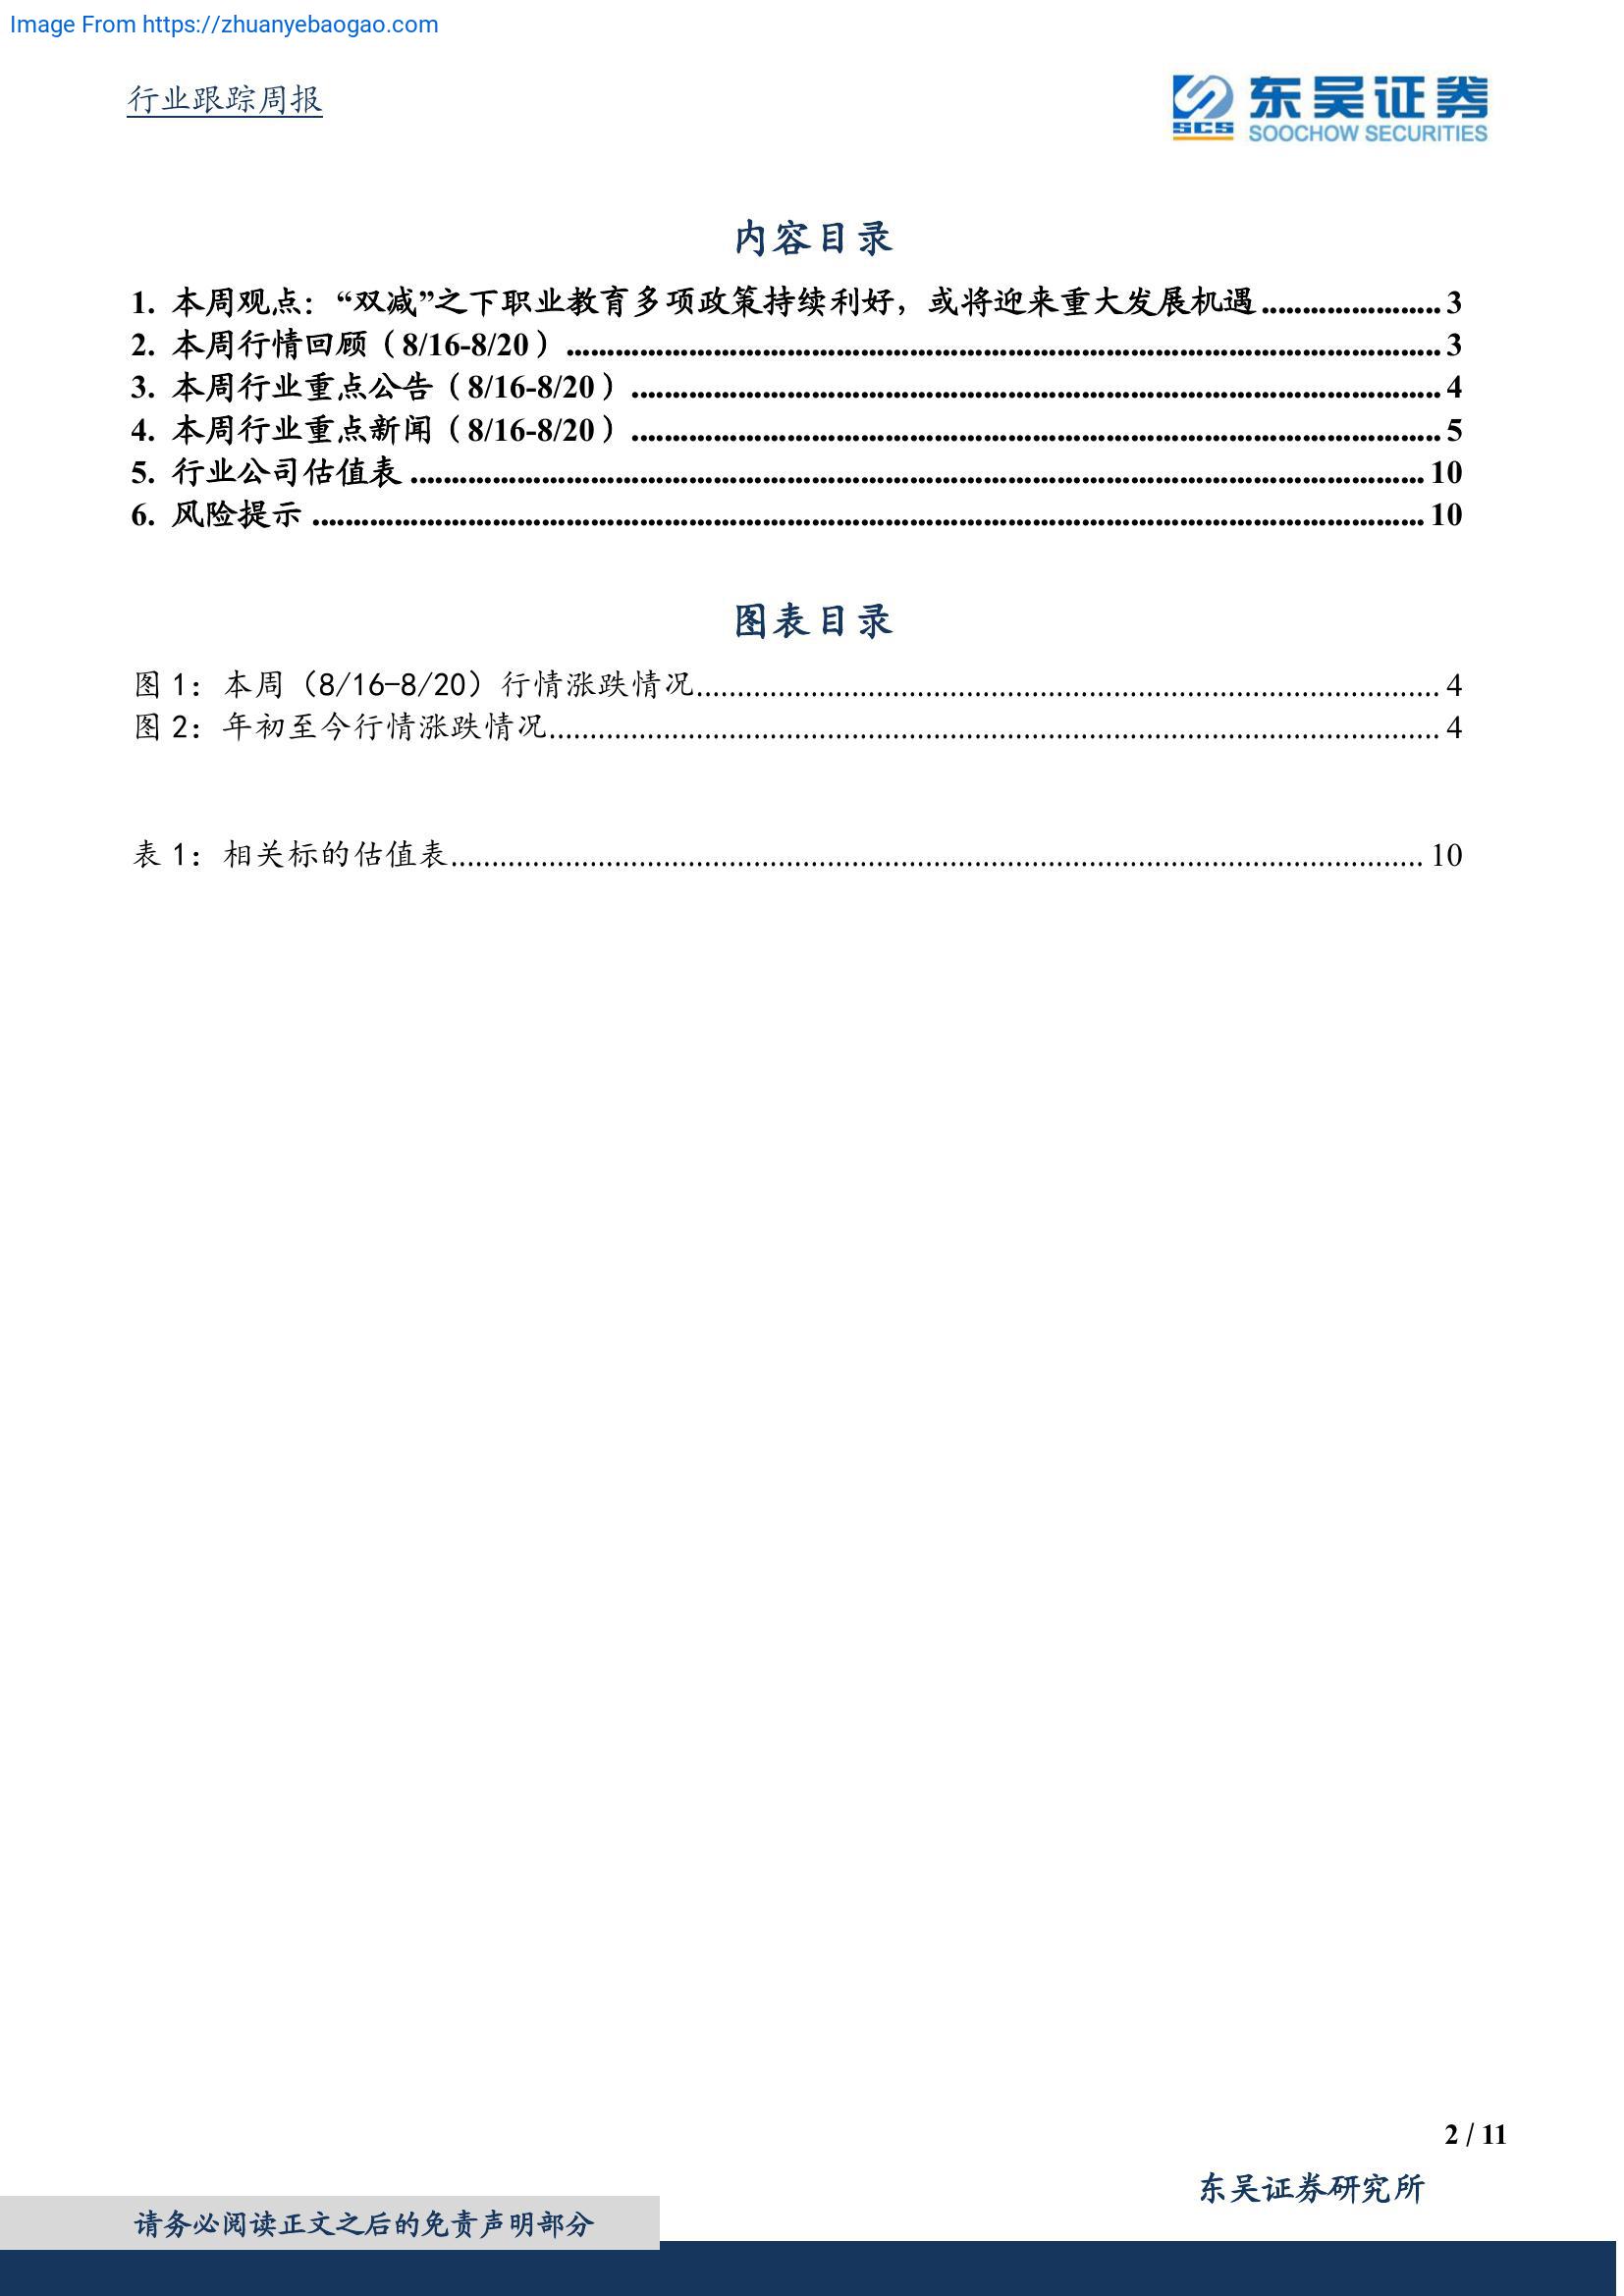 Image From https://zhuanyebaogao.com
行业跟踪周报
SCS 东吴证券
SOOCHOW SECURITIES
内容目录
1. 本周观点：“双减”之下职业教育多项政策持续利好，或将迎来重大发展机遇 ...................... 3
2. 本周行情回顾（8/16-8/20） ...................... 3
3. 本周行业重点公告（8/16-8/20） ...................... 4
4. 本周行业重点新闻（8/16-8/20） ...................... 5
5. 行业公司估值表 ...................... 10
6. 风险提示 ...................... 10
图表目录
图 1：本周（8/16-8/20）行情涨跌情况 ...................... 4
图 2：年初至今行情涨跌情况 ...................... 4
表 1：相关标的估值表 ...................... 10
2 / 11
东吴证券研究所
请务必阅读正文之后的免责声明部分